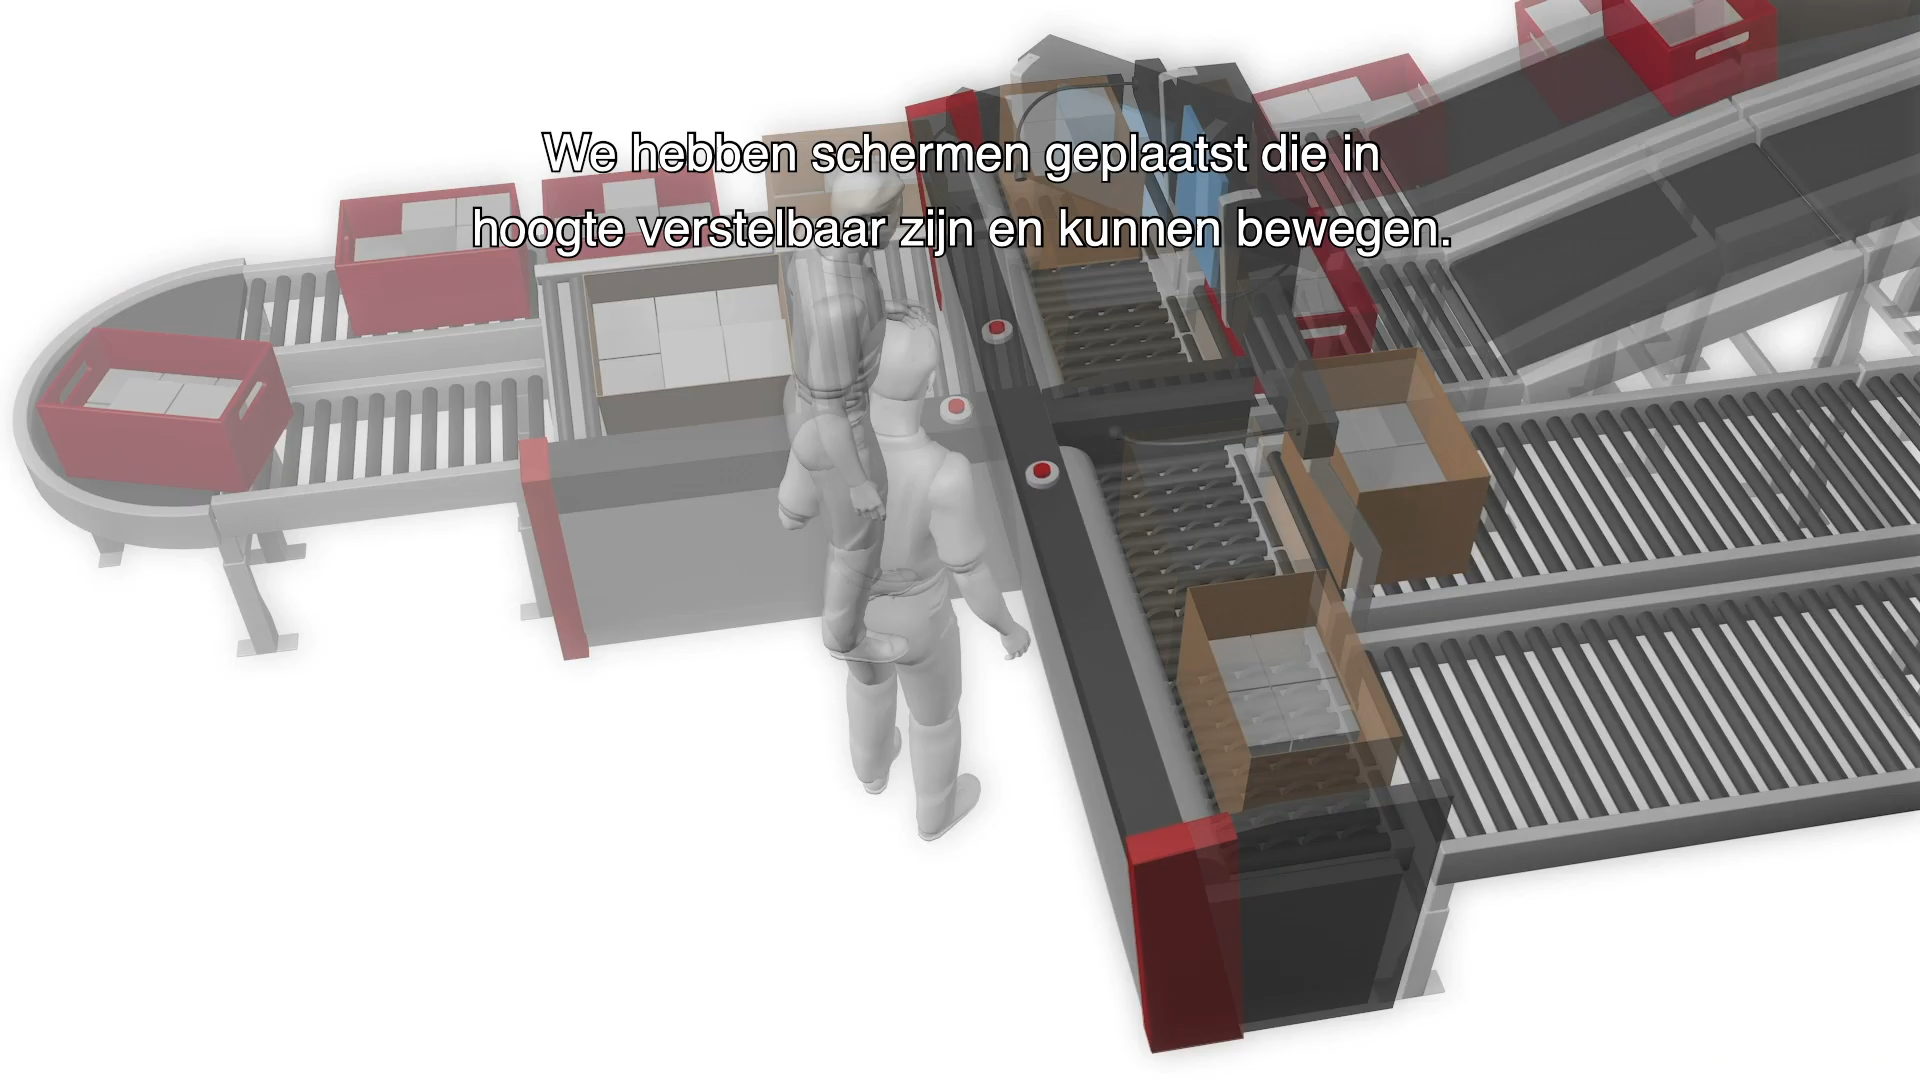 We hebben schermen geplaatst die in
hoogte verstelbaar zijn en kunnen bewegen.